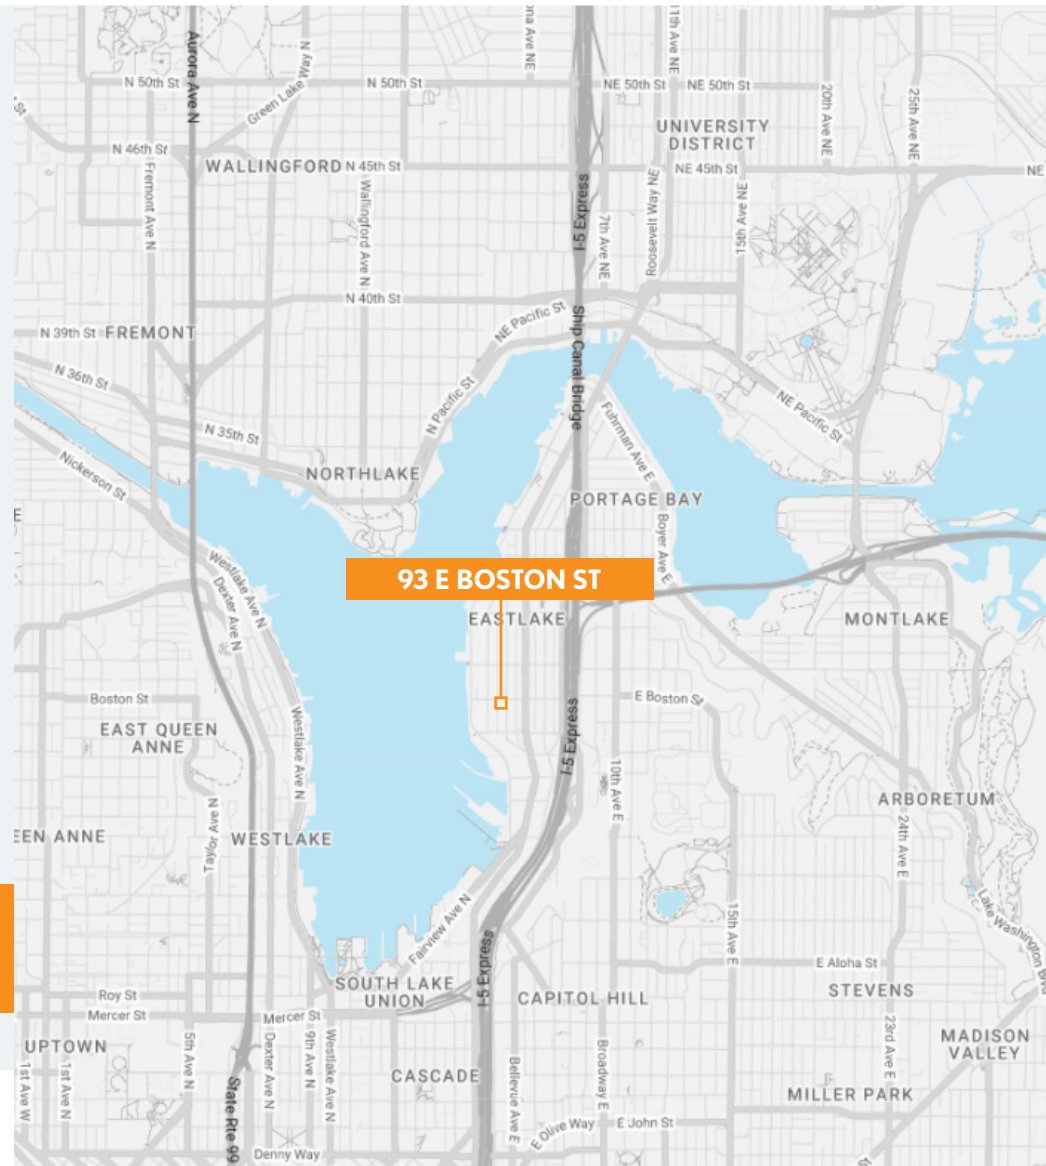 Aurora Ave N
N 50th St
Green Lake Way N
N 50th St
NE 50th St
NE 50th St
11th Ave NE
20th Ave NE
25th Ave NE
UNIVERSITY
DISTRICT
N 46th St
WALLINGFORD
N 45th St
NE 45th St
NE
Fremont Ave N
Wallingford Ave N
I-5 Express
7th Ave NE
Roosevelt Way NE
15th Ave NE
N 40th St
N 39th St
FREMONT
NE Pacific St
Ship Canal Bridge
N 36th St
N Pacific St
NE Pacific St
N 35th St
Fuhrman Ave E
Nickerson St
NORTHLAKE
PORTAGE BAY
Boyer Ave E
Westlake Ave N
Dexter Ave N
93 E BOSTON ST
EASTLAKE
MONTLAKE
Boston St
E Boston St
EAST QUEEN
ANNE
Westlake Ave N
I-5 Express
10th Ave E
ARBORETUM
Taylor Ave N
EEN ANNE
WESTLAKE
24th Ave E
Fairview Ave N
15th Ave E
Lake Washington Blvd
I-5 Express
E Aloha St
SOUTH LAKE
UNION
CAPITOL HILL
STEVENS
Roy St
Mercer St
Mercer St
UPTOWN
5th Ave N
Dexter Ave N
9th Ave N
Westlake Ave N
23rd Ave E
MADISON
VALLEY
1st Ave W
1st Ave N
State Rte 99
CASCADE
Bellevue Ave E
Broadway E
MILLER PARK
E Olive Way
E John St
Denny Way